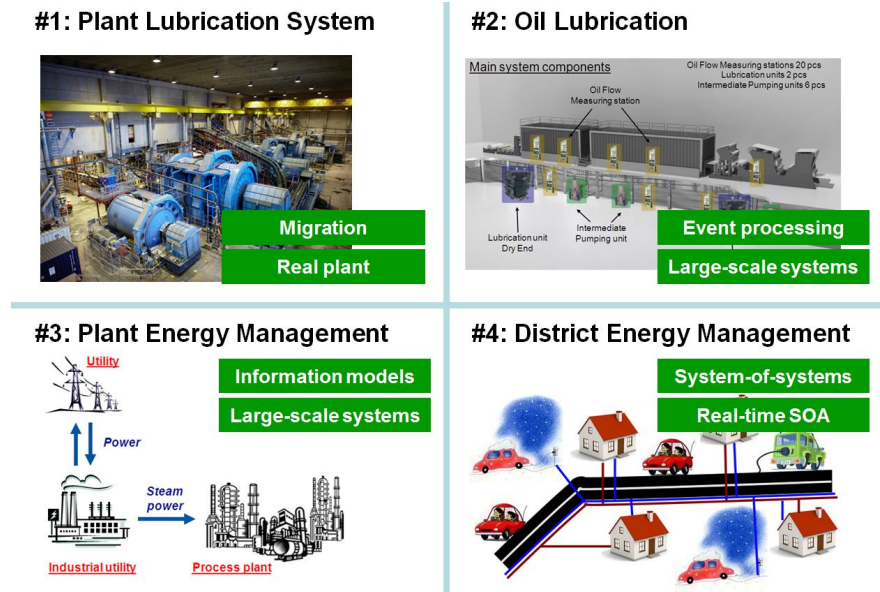 #1: Plant Lubrication System
Migration
Real plant
#2: Oil Lubrication
Main system components
Oil Flow Measuring stations 20 pcs
Lubrication units 2 pcs
Intermediate Pumping units 6 pcs
Oil Flow
Measuring station
Lubrication unit
Dry End
Intermediate
Pumping unit
Event processing
Large-scale systems
#3: Plant Energy Management
Utility
Information models
Large-scale systems
Power
Steam
power
Industrial utility
Process plant
#4: District Energy Management
System-of-systems
Real-time SOA